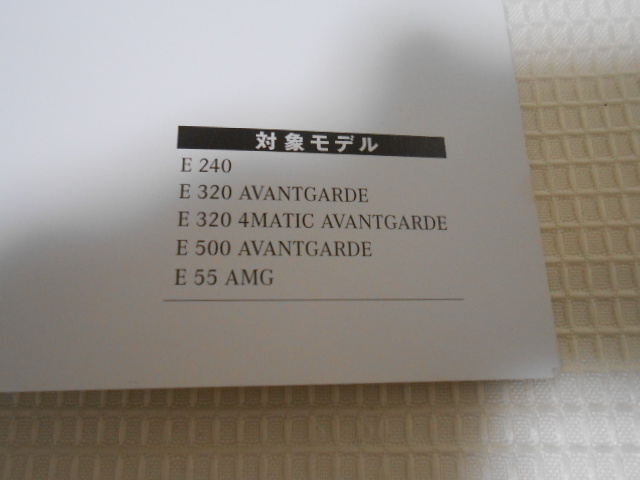 対象モデル
E 240
E 320 AVANTGARDE
E 320 4MATIC AVANTGARDE
E 500 AVANTGARDE
E 55 AMG